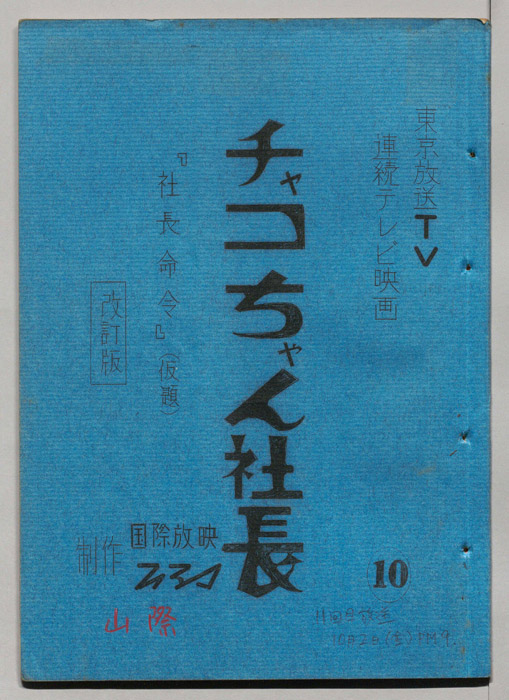 東京放送TV
連続テレビ映画
チャコちゃん社長
(10)
『社長命令』(仮題)
改訂版
制作
国際放映
山際